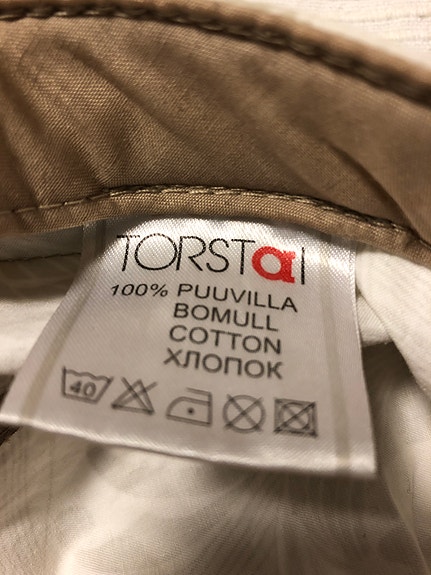 TORSTaI
100% PUUVILLA
BOMULL
COTTON
ХЛОПОК
40